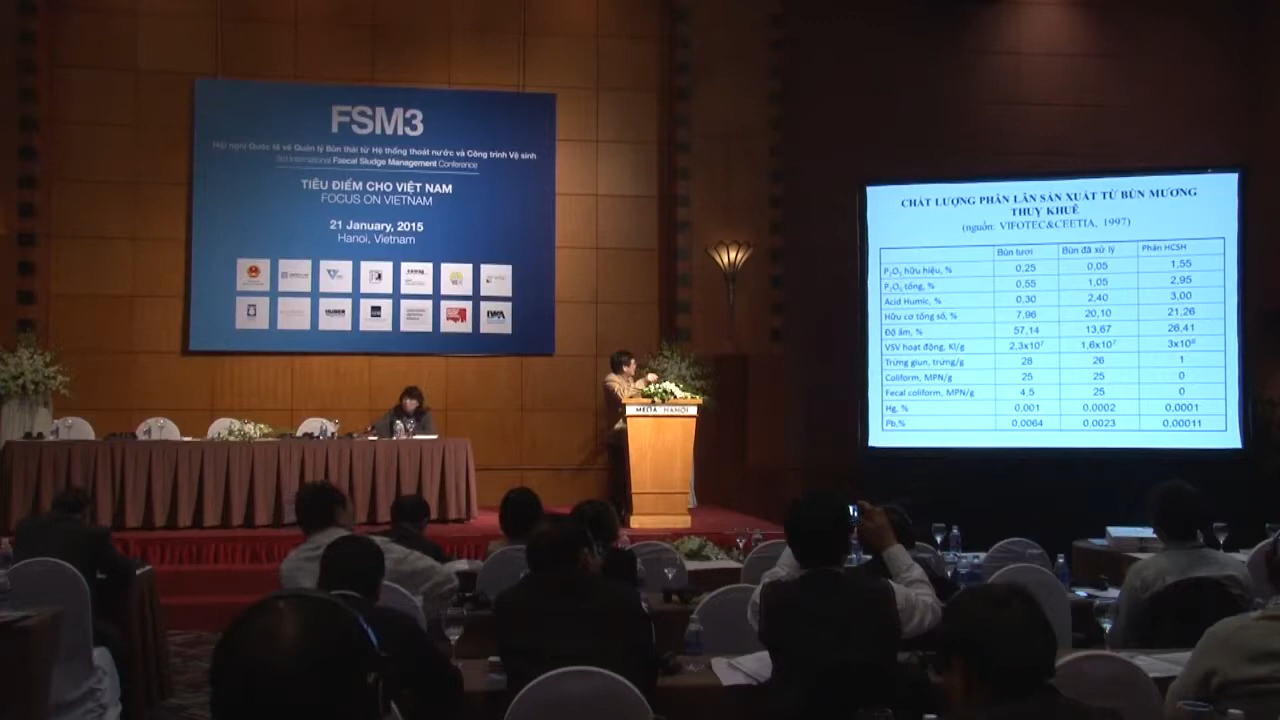 FSM3
Hội nghị Quốc tế về Quản lý Bùn thải từ Hệ thống thoát nước và Công trình Vệ sinh
3rd International Faecal Sludge Management Conference
TIÊU ĐIỂM CHO VIỆT NAM
FOCUS ON VIETNAM
21 January, 2015
Hanoi, Vietnam
HUBER
IWA
MELIA HANOI
CHẤT LƯỢNG PHÂN LÂN SẢN XUẤT TỪ BÙN MƯƠNG
THUỴ KHUÊ
(nguồn: VIFOTEC&CEETIA, 1997)
Bùn tươi Bùn đã xử lý Phân HCSH
P2O5 hữu hiệu, % 0,25 0,05 1,55
P2O5 tổng, % 0,55 1,05 2,95
Acid Humic, % 0,30 2,40 3,00
Hữu cơ tổng số, % 7,96 20,10 21,26
Độ ẩm, % 57,14 13,67 26,41
VSV hoạt động, Kl/g 2,3x10⁷ 1,6x10⁷ 3x10⁸
Trứng giun, trứng/g 28 26 1
Coliform, MPN/g 25 25 0
Fecal coliform, MPN/g 4,5 25 0
Hg, % 0,001 0,0002 0,0001
Pb,% 0,0064 0,0023 0,00011